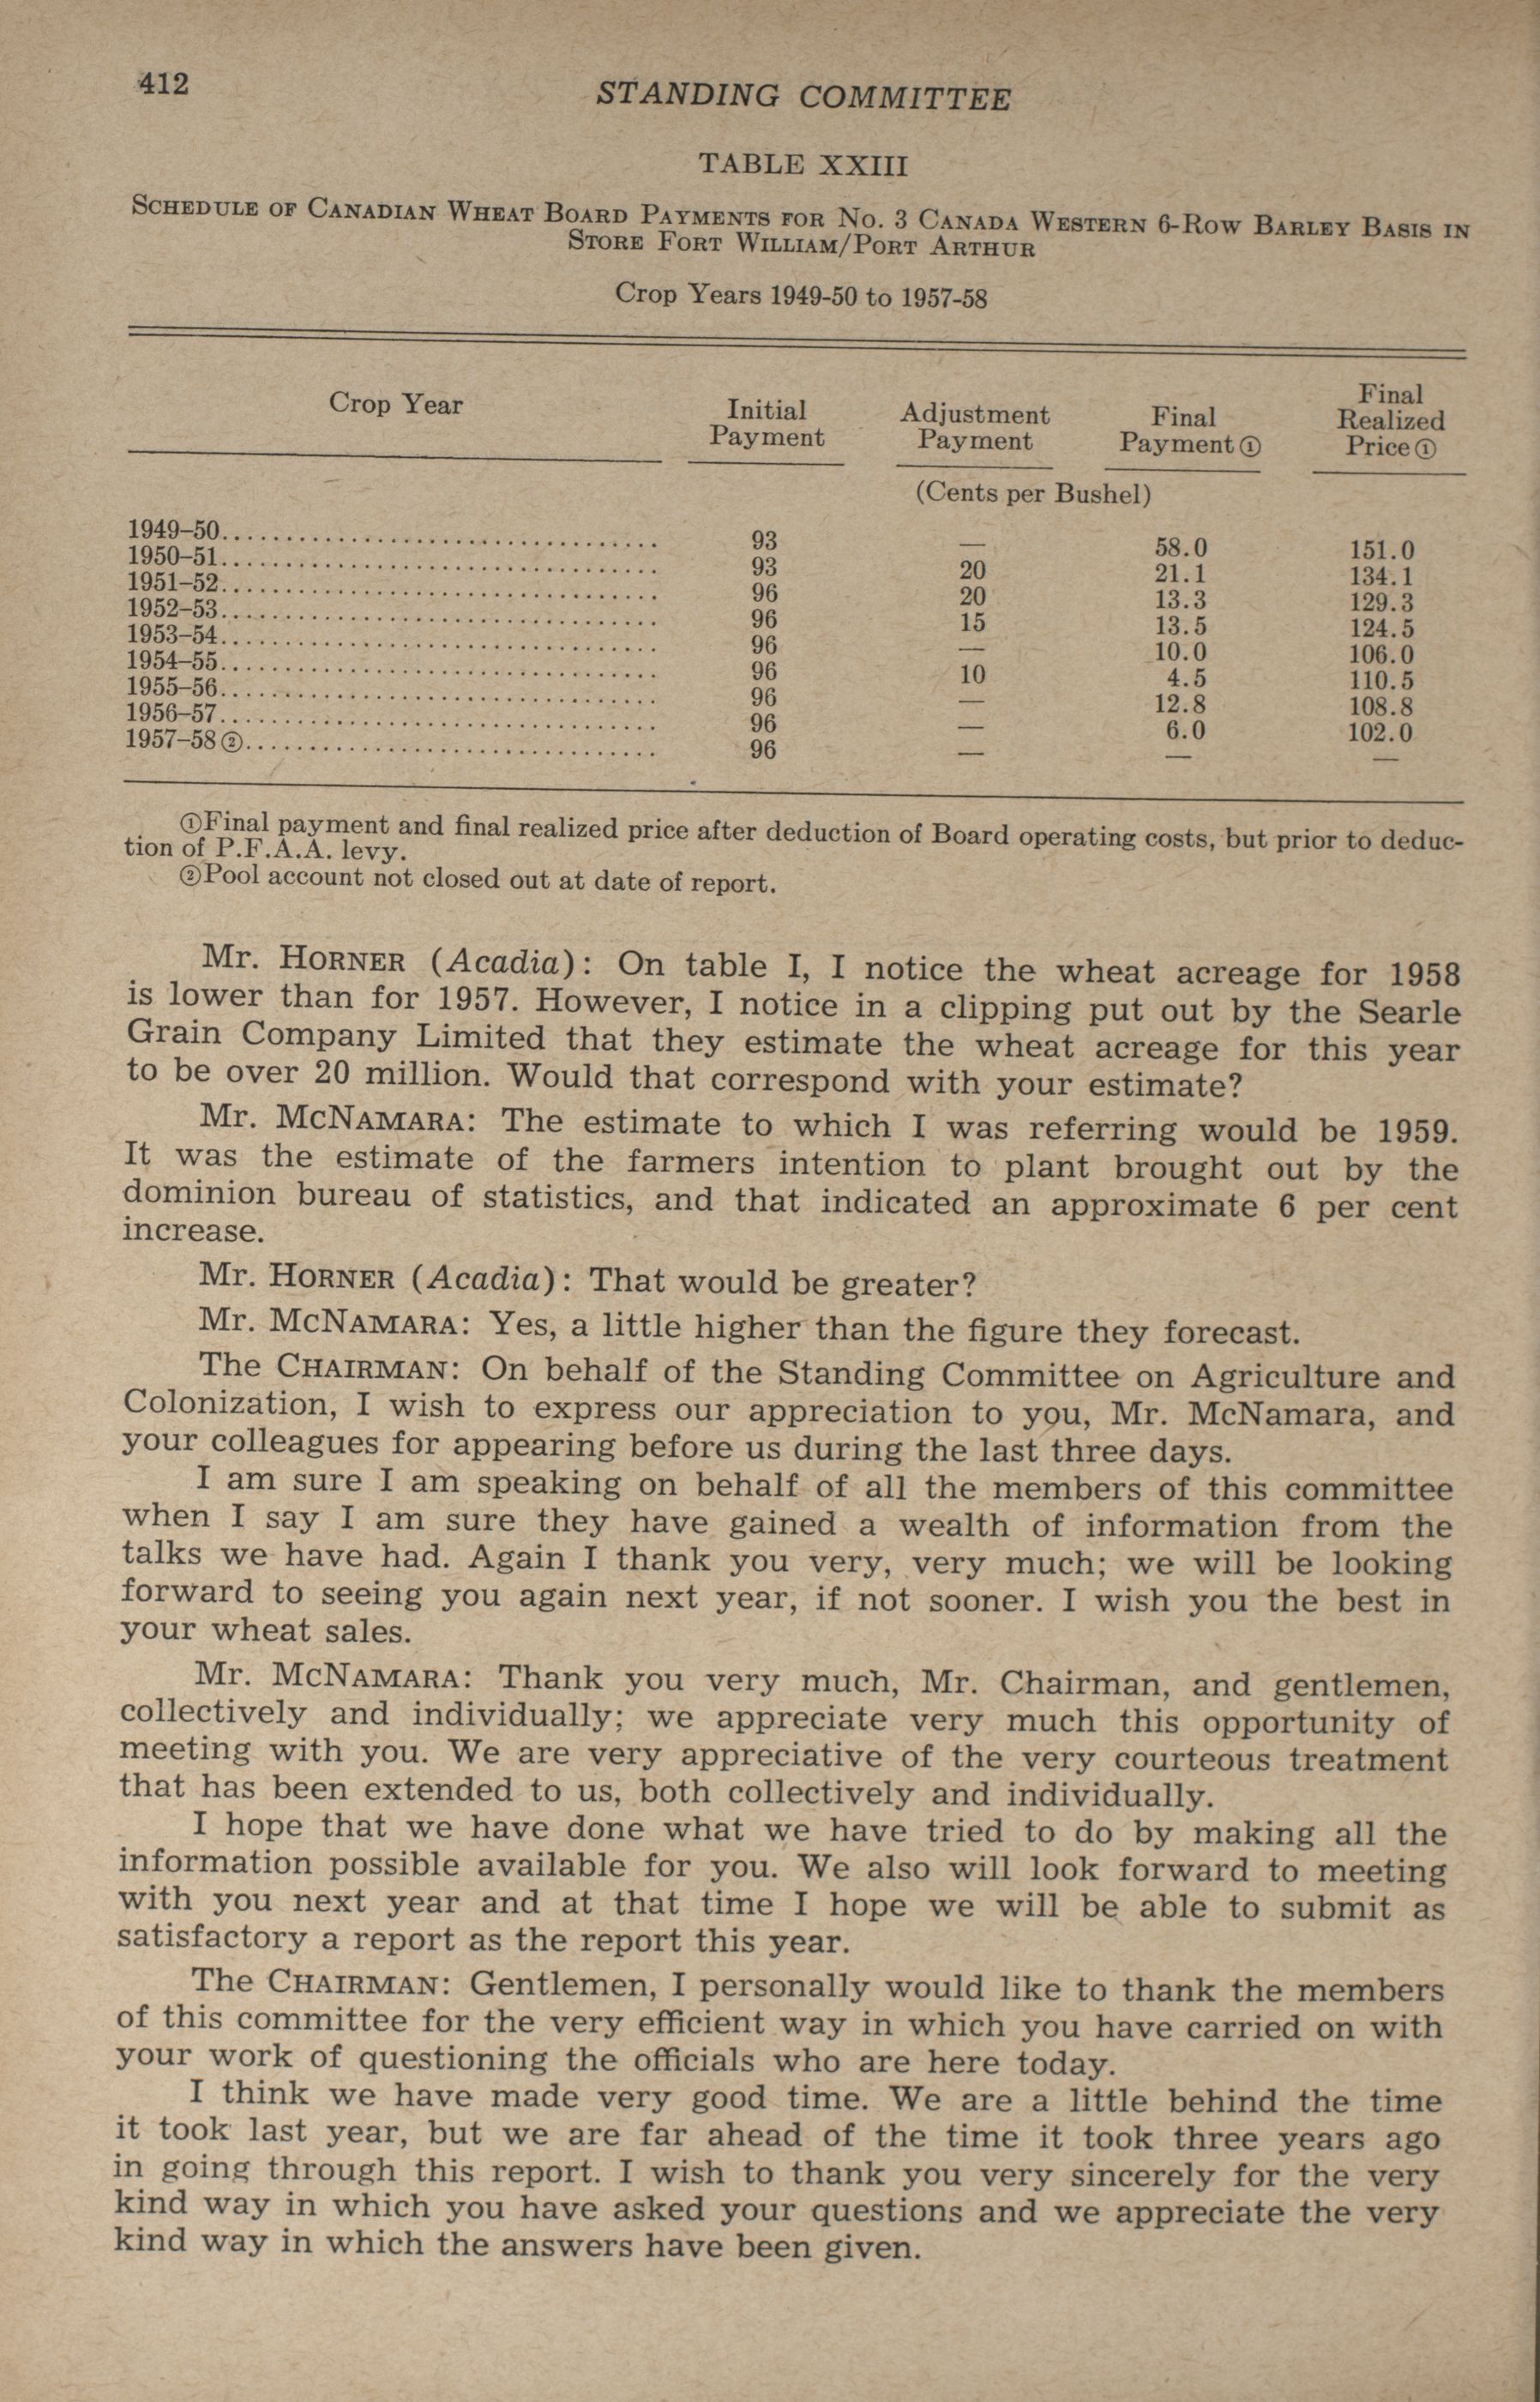 412
STANDING COMMITTEE
TABLE XXIII
SCHEDULE OF CANADIAN WHEAT BOARD PAYMENTS FOR NO. 3 CANADA WESTERN 6-ROW BARLEY BASIS IN
STORE FORT WILLIAM/PORT ARTHUR
Crop Years 1949-50 to 1957-58
Crop Year Initial Payment Adjustment Payment Final Payment① Final Realized Price①
(Cents per Bushel)
1949–50.................................. 93 — 58.0 151.0
1950–51.................................. 93 20 21.1 134.1
1951–52.................................. 96 20 13.3 129.3
1952–53.................................. 96 15 13.5 124.5
1953–54.................................. 96 — 10.0 106.0
1954–55.................................. 96 10 4.5 110.5
1955–56.................................. 96 — 12.8 108.8
1956–57.................................. 96 — 6.0 102.0
1957–58②................................ 96 — — —
①Final payment and final realized price after deduction of Board operating costs, but prior to deduc-
tion of P.F.A.A. levy.
②Pool account not closed out at date of report.
Mr. HORNER (Acadia): On table I, I notice the wheat acreage for 1958
is lower than for 1957. However, I notice in a clipping put out by the Searle
Grain Company Limited that they estimate the wheat acreage for this year
to be over 20 million. Would that correspond with your estimate?
Mr. MCNAMARA: The estimate to which I was referring would be 1959.
It was the estimate of the farmers intention to plant brought out by the
dominion bureau of statistics, and that indicated an approximate 6 per cent
increase.
Mr. HORNER (Acadia): That would be greater?
Mr. MCNAMARA: Yes, a little higher than the figure they forecast.
The CHAIRMAN: On behalf of the Standing Committee on Agriculture and
Colonization, I wish to express our appreciation to you, Mr. McNamara, and
your colleagues for appearing before us during the last three days.
I am sure I am speaking on behalf of all the members of this committee
when I say I am sure they have gained a wealth of information from the
talks we have had. Again I thank you very, very much; we will be looking
forward to seeing you again next year, if not sooner. I wish you the best in
your wheat sales.
Mr. MCNAMARA: Thank you very much, Mr. Chairman, and gentlemen,
collectively and individually; we appreciate very much this opportunity of
meeting with you. We are very appreciative of the very courteous treatment
that has been extended to us, both collectively and individually.
I hope that we have done what we have tried to do by making all the
information possible available for you. We also will look forward to meeting
with you next year and at that time I hope we will be able to submit as
satisfactory a report as the report this year.
The CHAIRMAN: Gentlemen, I personally would like to thank the members
of this committee for the very efficient way in which you have carried on with
your work of questioning the officials who are here today.
I think we have made very good time. We are a little behind the time
it took last year, but we are far ahead of the time it took three years ago
in going through this report. I wish to thank you very sincerely for the very
kind way in which you have asked your questions and we appreciate the very
kind way in which the answers have been given.